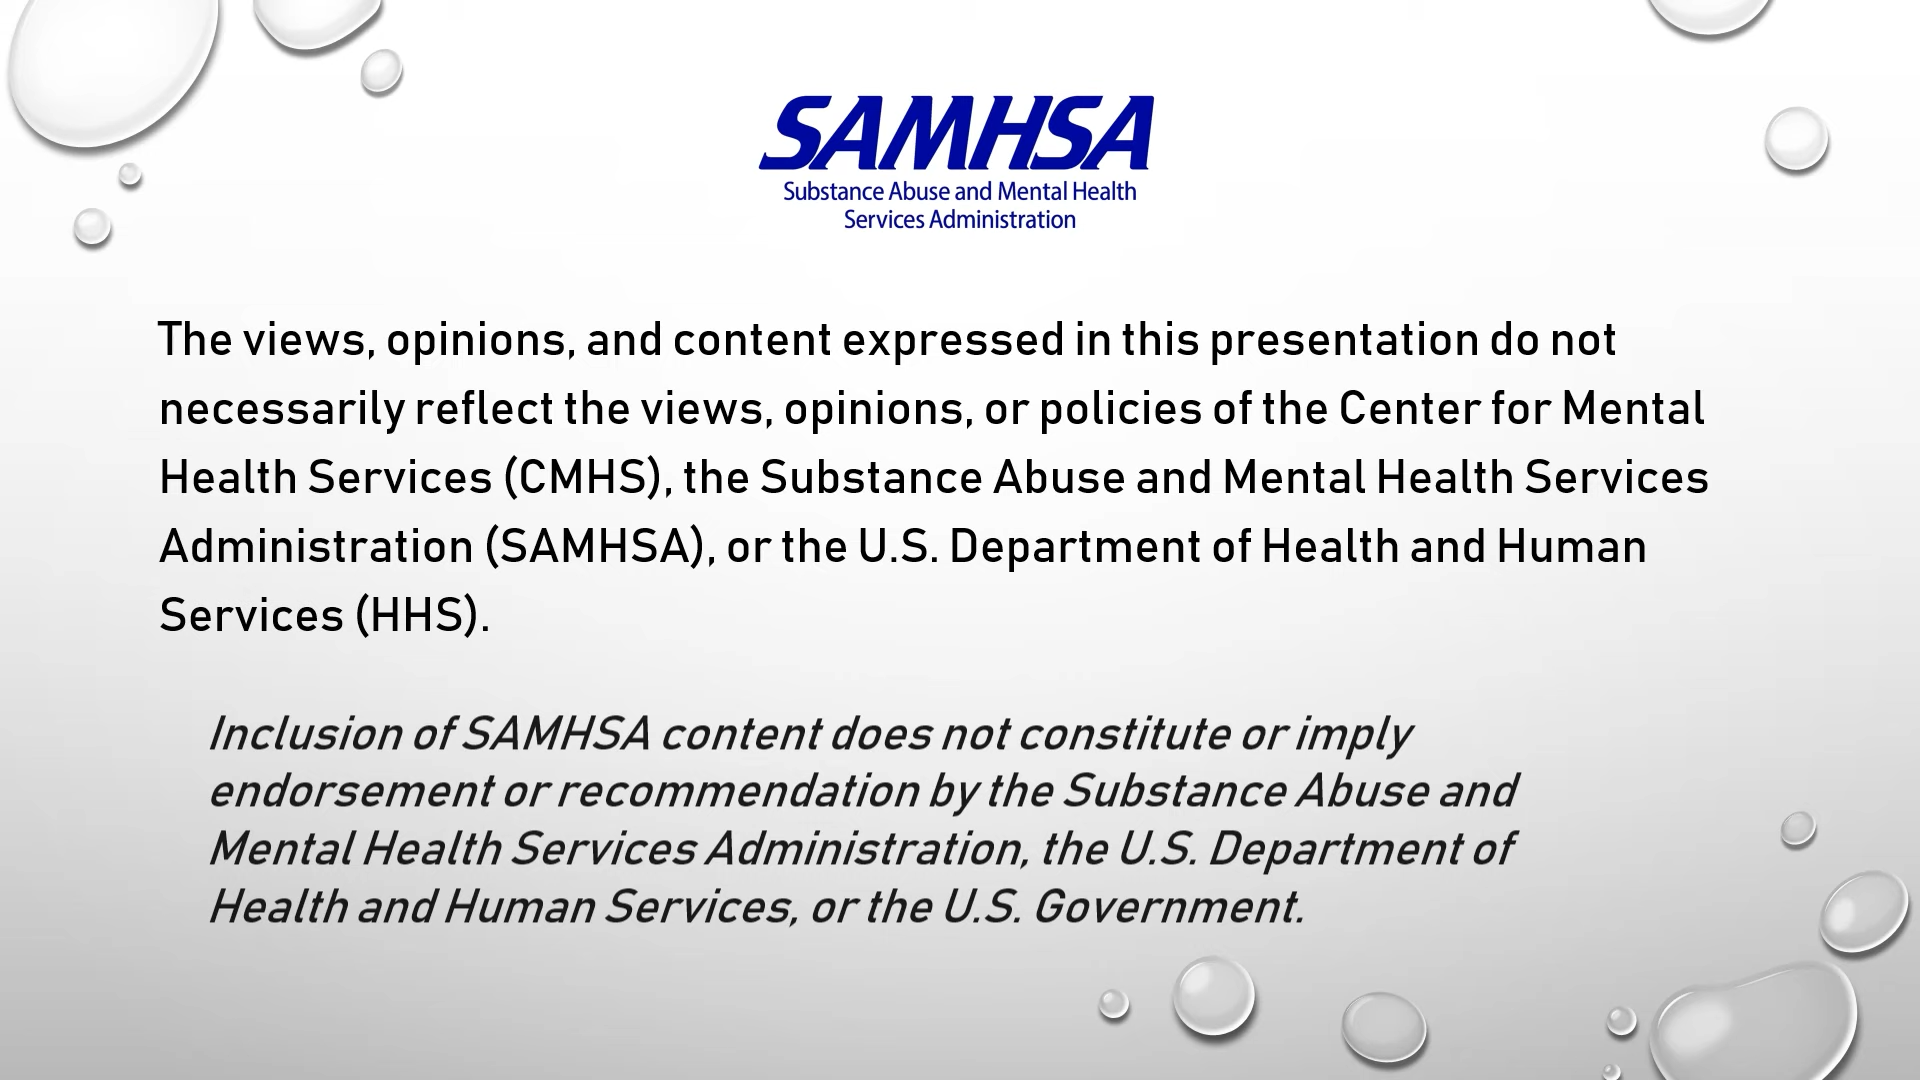 SAMHSA
Substance Abuse and Mental Health
Services Administration
The views, opinions, and content expressed in this presentation do not
necessarily reflect the views, opinions, or policies of the Center for Mental
Health Services (CMHS), the Substance Abuse and Mental Health Services
Administration (SAMHSA), or the U.S. Department of Health and Human
Services (HHS).
Inclusion of SAMHSA content does not constitute or imply
endorsement or recommendation by the Substance Abuse and
Mental Health Services Administration, the U.S. Department of
Health and Human Services, or the U.S. Government.